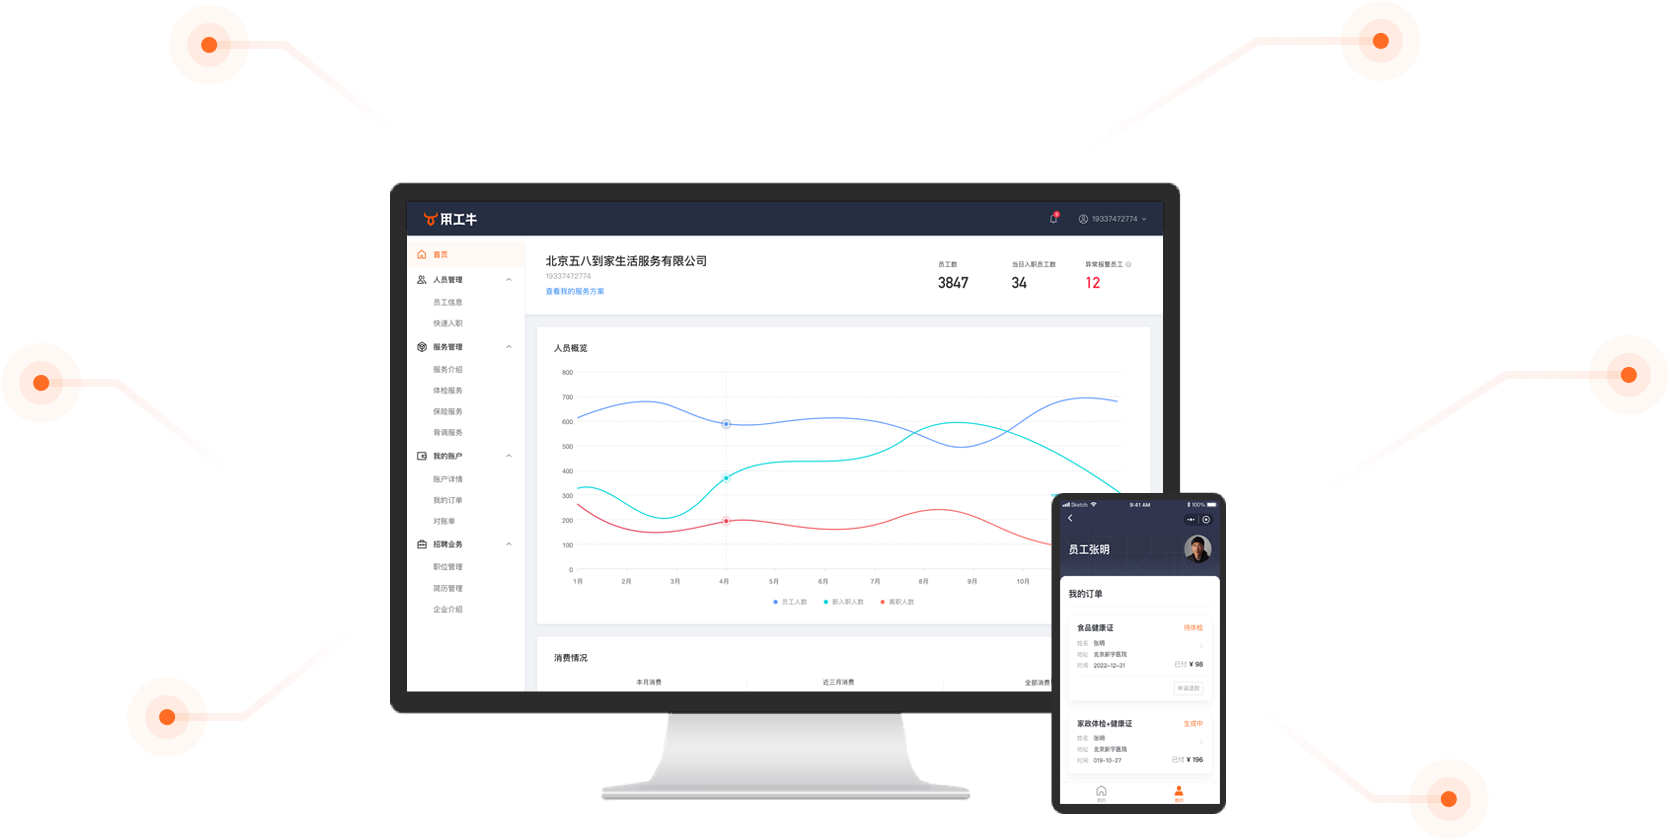 用工牛
19337472774
首页
人员管理
员工信息
快速入职
服务管理
服务介绍
体检服务
保险服务
背调服务
我的账户
账户详情
我的订单
对账单
招聘业务
职位管理
简历管理
企业介绍
北京五八到家生活服务有限公司
19337472774
查看我的服务方案
员工数
3847
当日入职员工数
34
异常报警员工
12
人员概览
800
700
600
500
400
300
200
100
0
1月 2月 3月 4月 5月 6月 7月 8月 9月 10月
员工人数 新入职人数 离职人数
消费情况
本月消费 近三月消费 全部消费
Sketch 9:41 AM 100%
员工张明
我的订单
食品健康证 待体检
姓名 张明
地址 北京新宇医院
时间 2022-12-31 已付 ¥ 98
申请退款
家政体检+健康证 生成中
姓名 张明
地址 北京新宇医院
时间 019-10-27 已付 ¥ 196